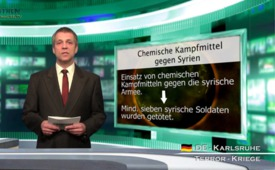 Chemische Kampfmittel
gegen Syrien
Einsatz von chemischen
Kampfmitteln gegen die syrische
Armee.
Mind. sieben syrische Soldaten
wurden getötet.
DE, Karlsruhe
Terror-Kriege